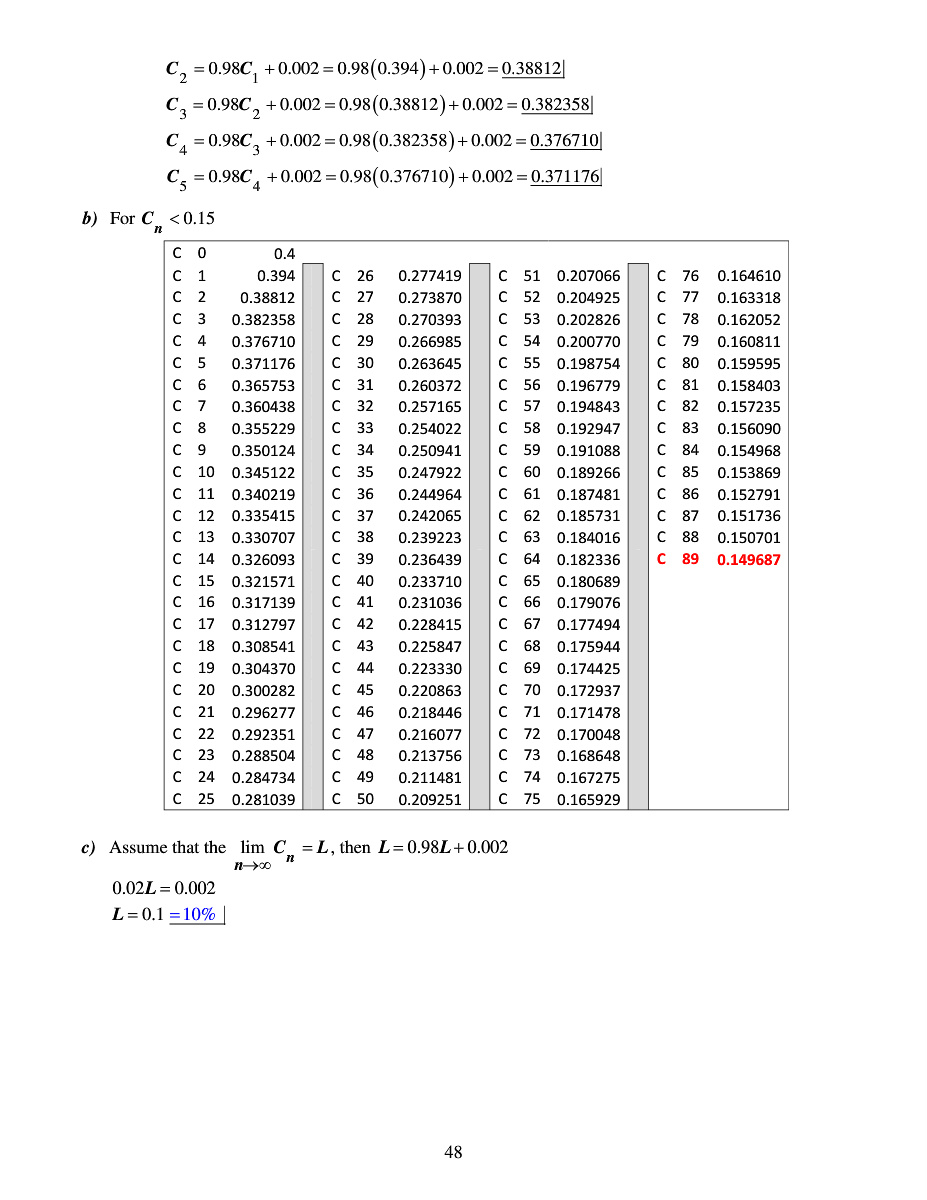 C₂ = 0.98C₁ + 0.002 = 0.98(0.394) + 0.002 = 0.38812|
C₃ = 0.98C₂ + 0.002 = 0.98(0.38812) + 0.002 = 0.382358|
C₄ = 0.98C₃ + 0.002 = 0.98(0.382358) + 0.002 = 0.376710|
C₅ = 0.98C₄ + 0.002 = 0.98(0.376710) + 0.002 = 0.371176|
b) For Cₙ < 0.15
C 0 0.4
C 1 0.394 C 26 0.277419 C 51 0.207066 C 76 0.164610
C 2 0.38812 C 27 0.273870 C 52 0.204925 C 77 0.163318
C 3 0.382358 C 28 0.270393 C 53 0.202826 C 78 0.162052
C 4 0.376710 C 29 0.266985 C 54 0.200770 C 79 0.160811
C 5 0.371176 C 30 0.263645 C 55 0.198754 C 80 0.159595
C 6 0.365753 C 31 0.260372 C 56 0.196779 C 81 0.158403
C 7 0.360438 C 32 0.257165 C 57 0.194843 C 82 0.157235
C 8 0.355229 C 33 0.254022 C 58 0.192947 C 83 0.156090
C 9 0.350124 C 34 0.250941 C 59 0.191088 C 84 0.154968
C 10 0.345122 C 35 0.247922 C 60 0.189266 C 85 0.153869
C 11 0.340219 C 36 0.244964 C 61 0.187481 C 86 0.152791
C 12 0.335415 C 37 0.242065 C 62 0.185731 C 87 0.151736
C 13 0.330707 C 38 0.239223 C 63 0.184016 C 88 0.150701
C 14 0.326093 C 39 0.236439 C 64 0.182336 C 89 0.149687
C 15 0.321571 C 40 0.233710 C 65 0.180689
C 16 0.317139 C 41 0.231036 C 66 0.179076
C 17 0.312797 C 42 0.228415 C 67 0.177494
C 18 0.308541 C 43 0.225847 C 68 0.175944
C 19 0.304370 C 44 0.223330 C 69 0.174425
C 20 0.300282 C 45 0.220863 C 70 0.172937
C 21 0.296277 C 46 0.218446 C 71 0.171478
C 22 0.292351 C 47 0.216077 C 72 0.170048
C 23 0.288504 C 48 0.213756 C 73 0.168648
C 24 0.284734 C 49 0.211481 C 74 0.167275
C 25 0.281039 C 50 0.209251 C 75 0.165929
c) Assume that the lim n→∞ Cₙ = L, then L = 0.98L + 0.002
0.02L = 0.002
L = 0.1 = 10% |
48